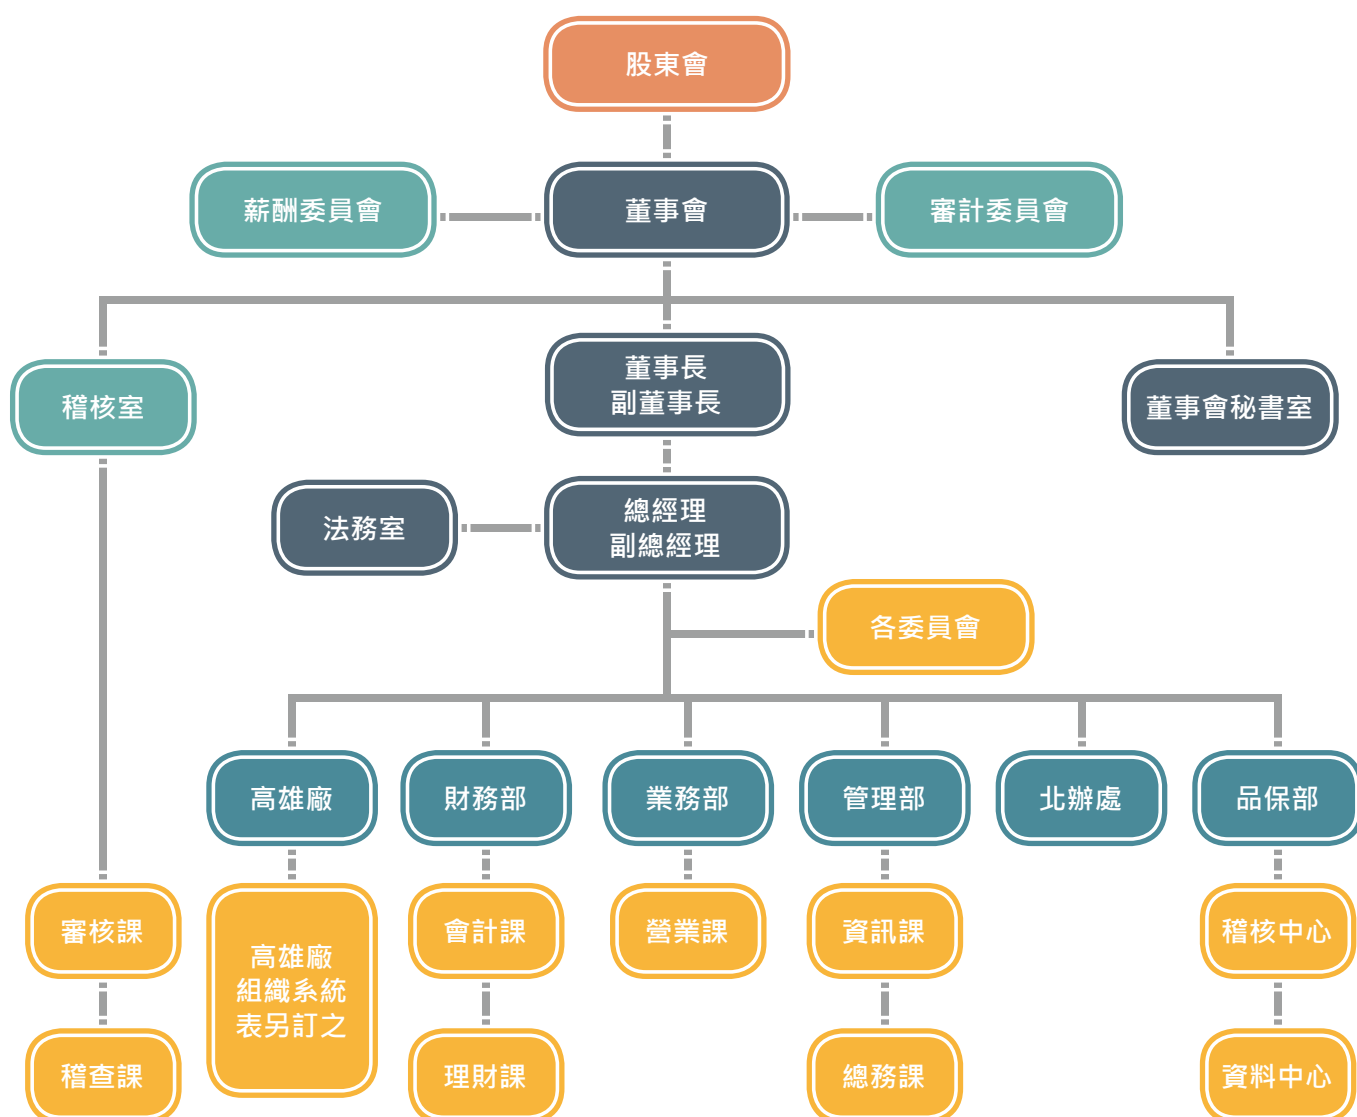 股東會
薪酬委員會
董事會
審計委員會
稽核室
董事長
副董事長
董事會秘書室
法務室
總經理
副總經理
各委員會
高雄廠
財務部
業務部
管理部
北辦處
品保部
審核課
高雄廠
組織系統
表另訂之
會計課
營業課
資訊課
稽核中心
稽查課
理財課
總務課
資料中心